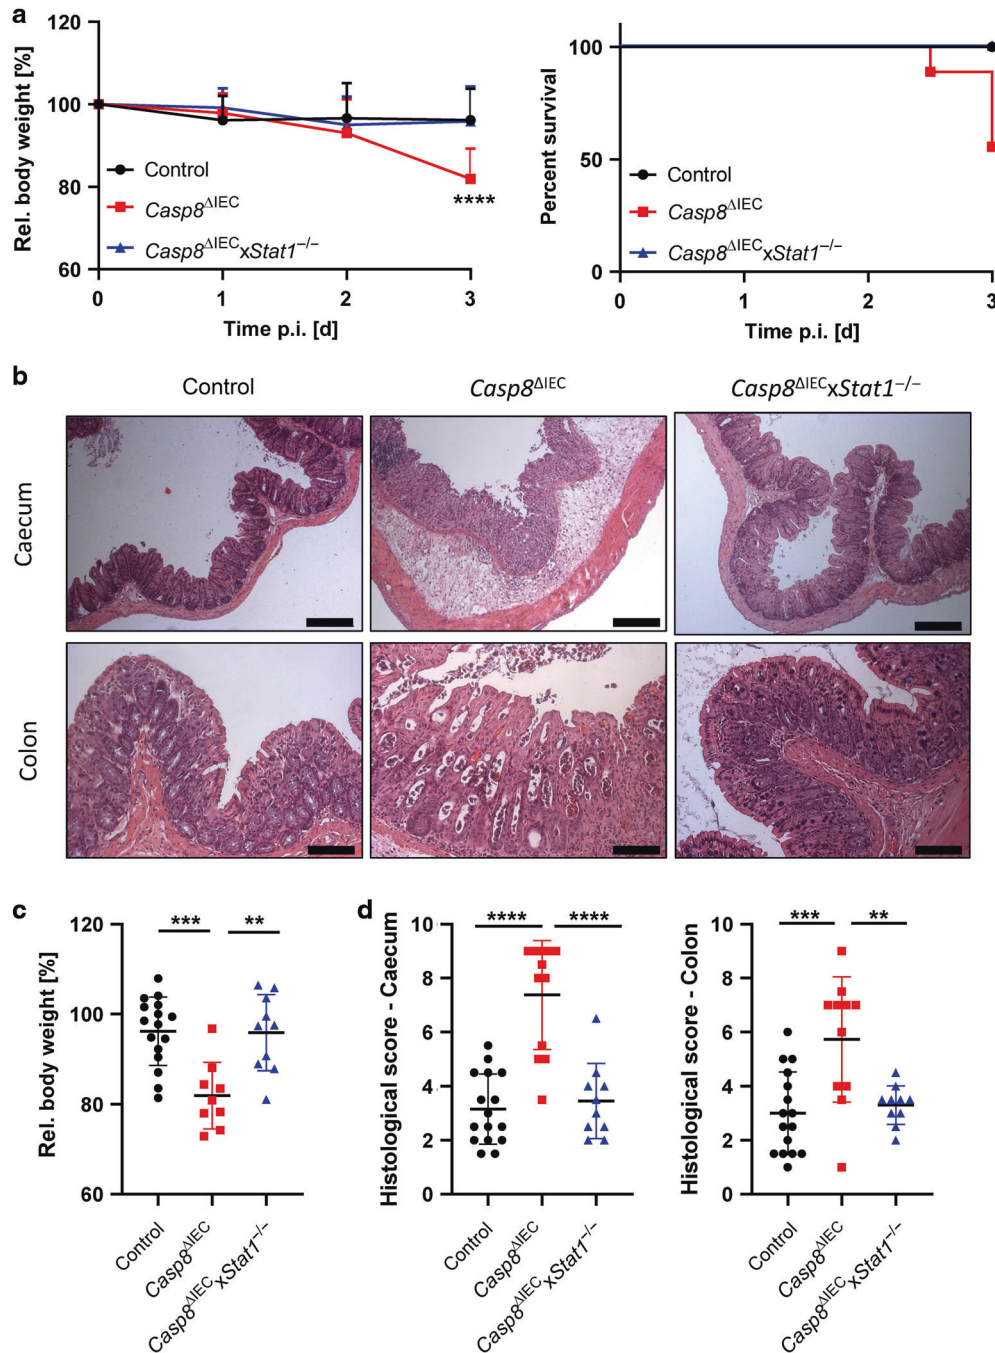 a
120
100
80
60
Rel. body weight [%]
Control
Casp8ΔIEC
Casp8ΔIECxStat1–/–
****
0 1 2 3
Time p.i. [d]
100
50
0
Percent survival
Control
Casp8ΔIEC
Casp8ΔIECxStat1–/–
0 1 2 3
Time p.i. [d]
b
Control Casp8ΔIEC Casp8ΔIECxStat1–/–
Caecum
Colon
c
120
100
80
60
Rel. body weight [%]
*** **
Control
Casp8ΔIEC
Casp8ΔIECxStat1–/–
d
10
8
6
4
2
0
Histological score - Caecum
**** ****
Control
Casp8ΔIEC
Casp8ΔIECxStat1–/–
10
8
6
4
2
0
Histological score - Colon
*** **
Control
Casp8ΔIEC
Casp8ΔIECxStat1–/–